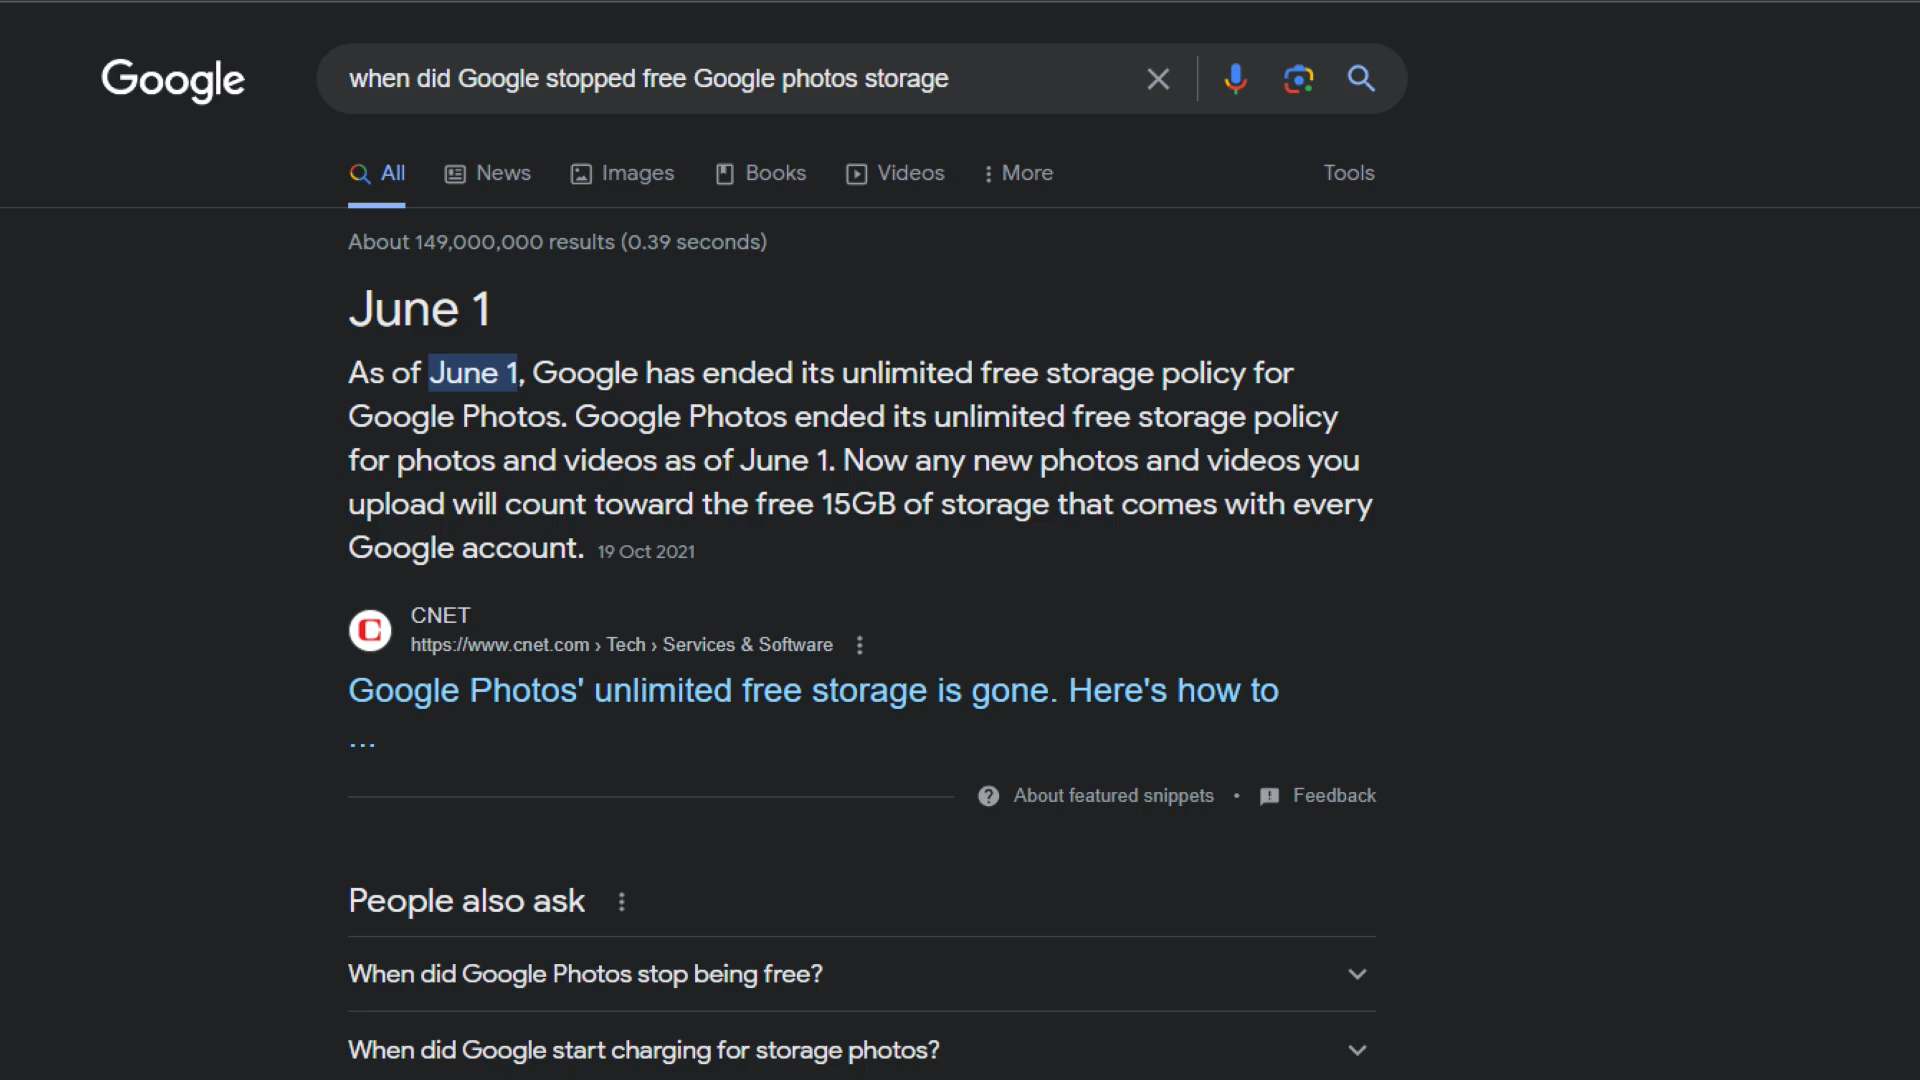 Google
when did Google stopped free Google photos storage
All
News
Images
Books
Videos
More
Tools
About 149,000,000 results (0.39 seconds)
June 1
As of June 1, Google has ended its unlimited free storage policy for
Google Photos. Google Photos ended its unlimited free storage policy
for photos and videos as of June 1. Now any new photos and videos you
upload will count toward the free 15GB of storage that comes with every
Google account. 19 Oct 2021
CNET
https://www.cnet.com › Tech › Services & Software
Google Photos' unlimited free storage is gone. Here's how to
...
About featured snippets • Feedback
People also ask
When did Google Photos stop being free?
When did Google start charging for storage photos?